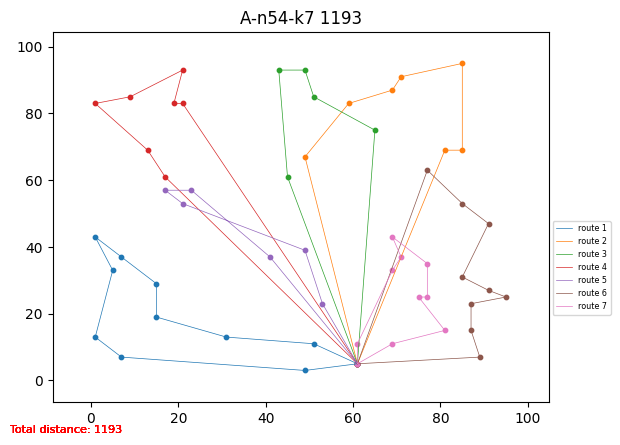 A-n54-k7 1193
100
80
60
40
20
0
0 20 40 60 80 100
route 1
route 2
route 3
route 4
route 5
route 6
route 7
Total distance: 1193